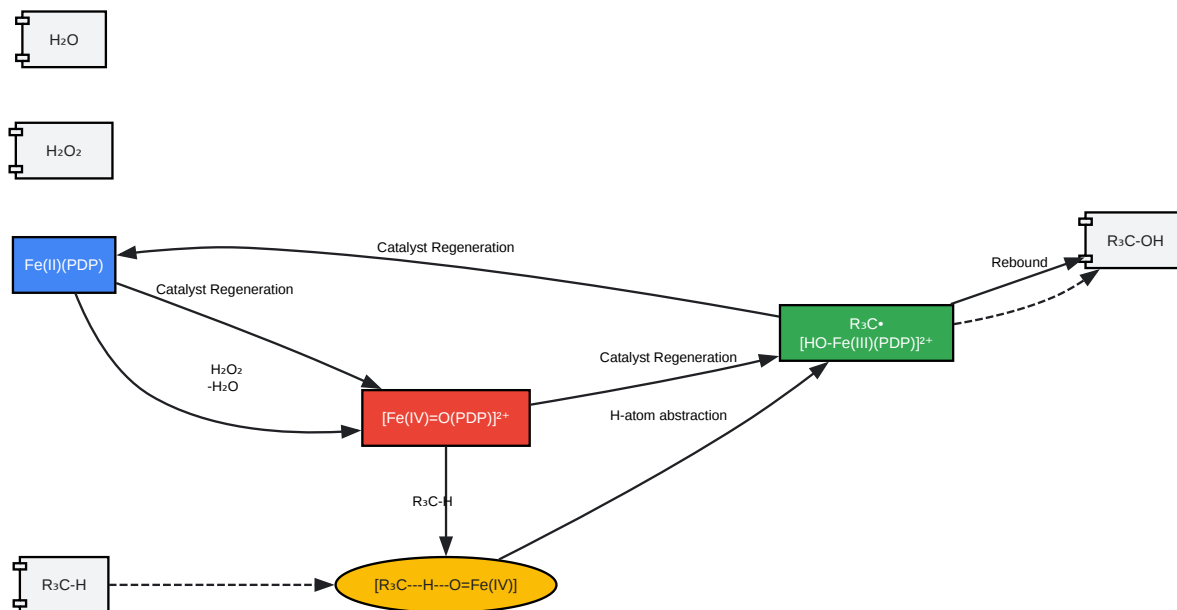 H₂O
H₂O₂
R₃C-OH
Catalyst Regeneration
Fe(II)(PDP)
Rebound
Catalyst Regeneration
R₃C•
[HO-Fe(III)(PDP)]²⁺
Catalyst Regeneration
H₂O₂
-H₂O
[Fe(IV)=O(PDP)]²⁺
H-atom abstraction
R₃C-H
R₃C-H
[R₃C---H---O=Fe(IV)]